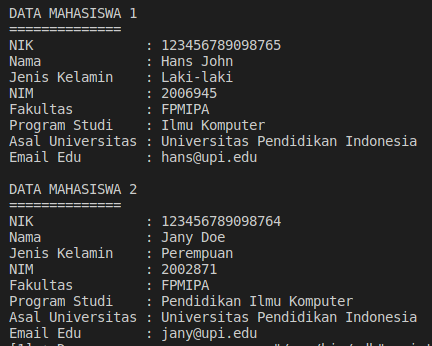 DATA MAHASISWA 1
==============
NIK : 123456789098765
Nama : Hans John
Jenis Kelamin : Laki-laki
NIM : 2006945
Fakultas : FPMIPA
Program Studi : Ilmu Komputer
Asal Universitas : Universitas Pendidikan Indonesia
Email Edu : hans@upi.edu
DATA MAHASISWA 2
==============
NIK : 123456789098764
Nama : Jany Doe
Jenis Kelamin : Perempuan
NIM : 2002871
Fakultas : FPMIPA
Program Studi : Pendidikan Ilmu Komputer
Asal Universitas : Universitas Pendidikan Indonesia
Email Edu : jany@upi.edu